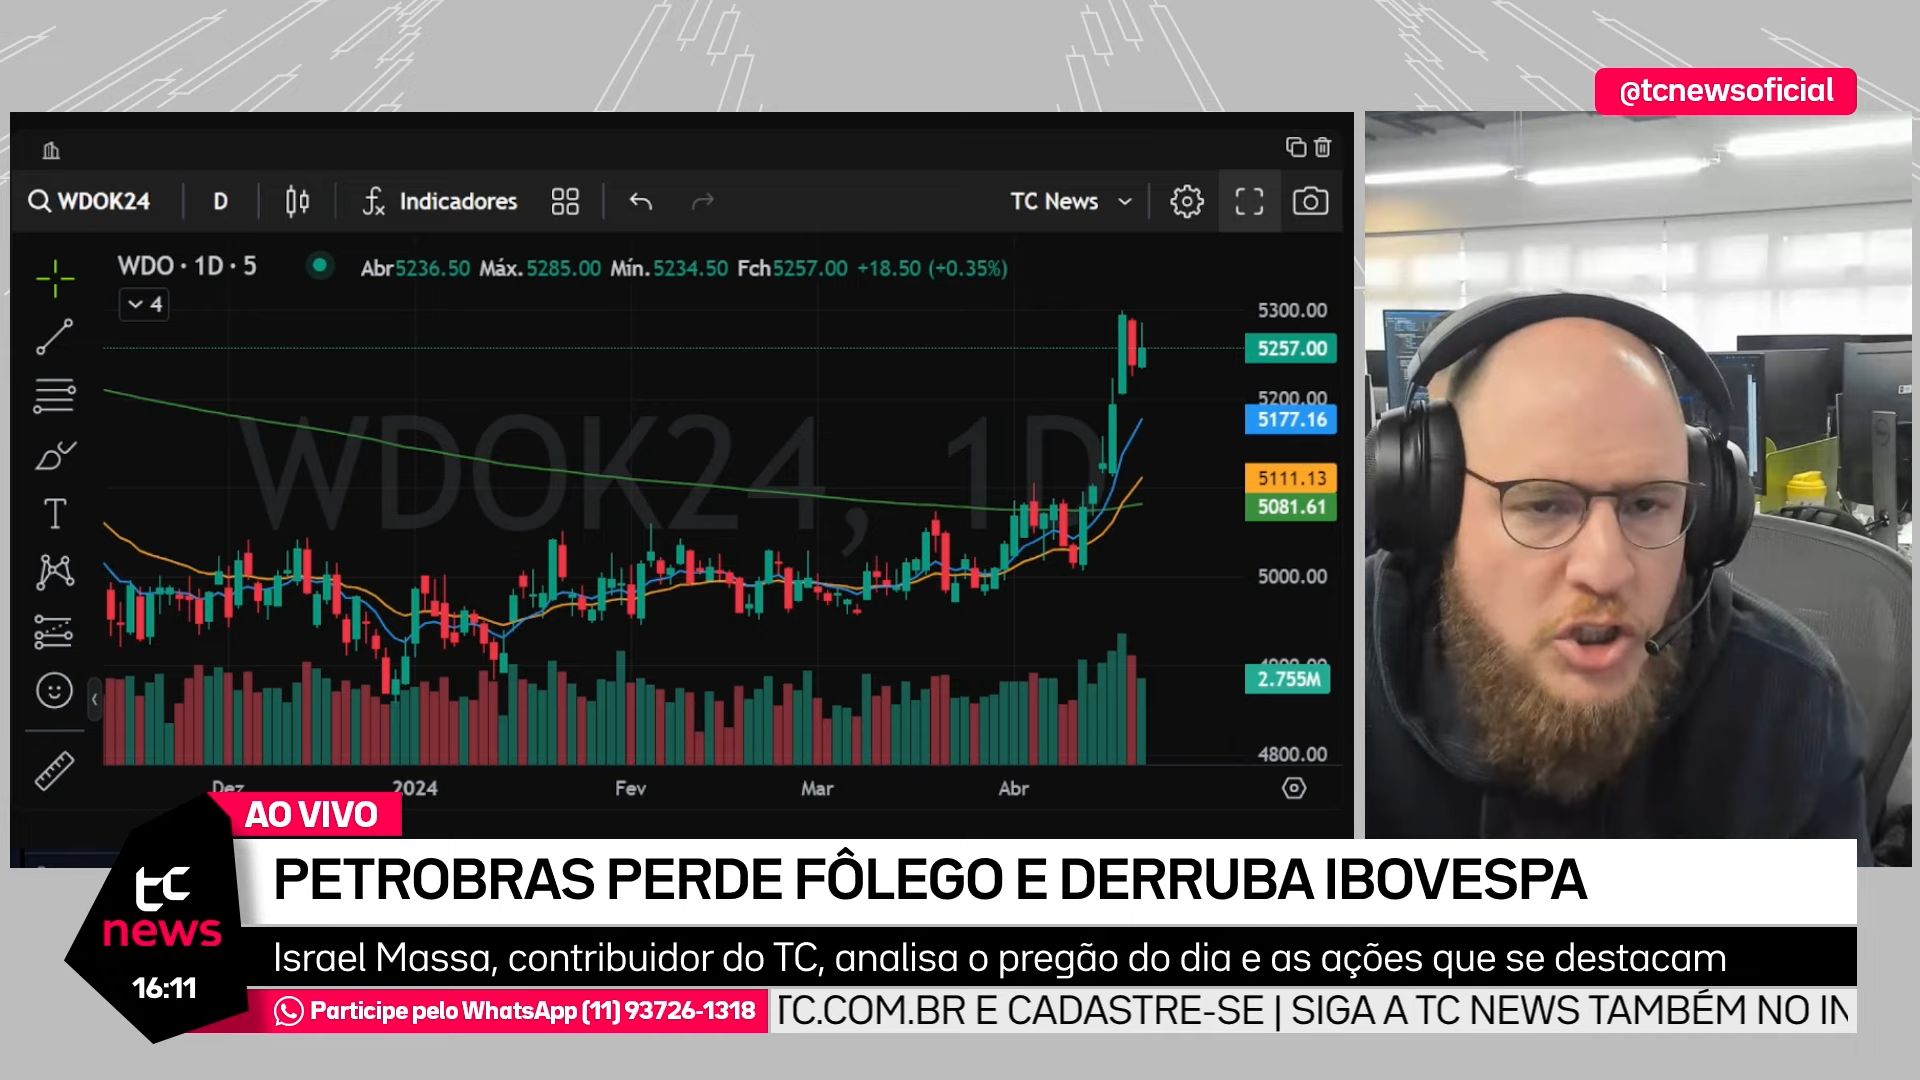 @tcnewsoficial
WDOK24 D Indicadores TC News
WDO · 1D · 5 Abr5236.50 Máx.5285.00 Mín.5234.50 Fch5257.00 +18.50 (+0.35%)
4
5300.00
5257.00
5200.00
5177.16
5111.13
5081.61
5000.00
2.755M
4800.00
WDOK24, 1D
Dez 2024 Fev Mar Abr
AO VIVO
PETROBRAS PERDE FÔLEGO E DERRUBA IBOVESPA
tc
news
Israel Massa, contribuidor do TC, analisa o pregão do dia e as ações que se destacam
16:11
Participe pelo WhatsApp (11) 93726-1318
TC.COM.BR E CADASTRE-SE | SIGA A TC NEWS TAMBÉM NO IN